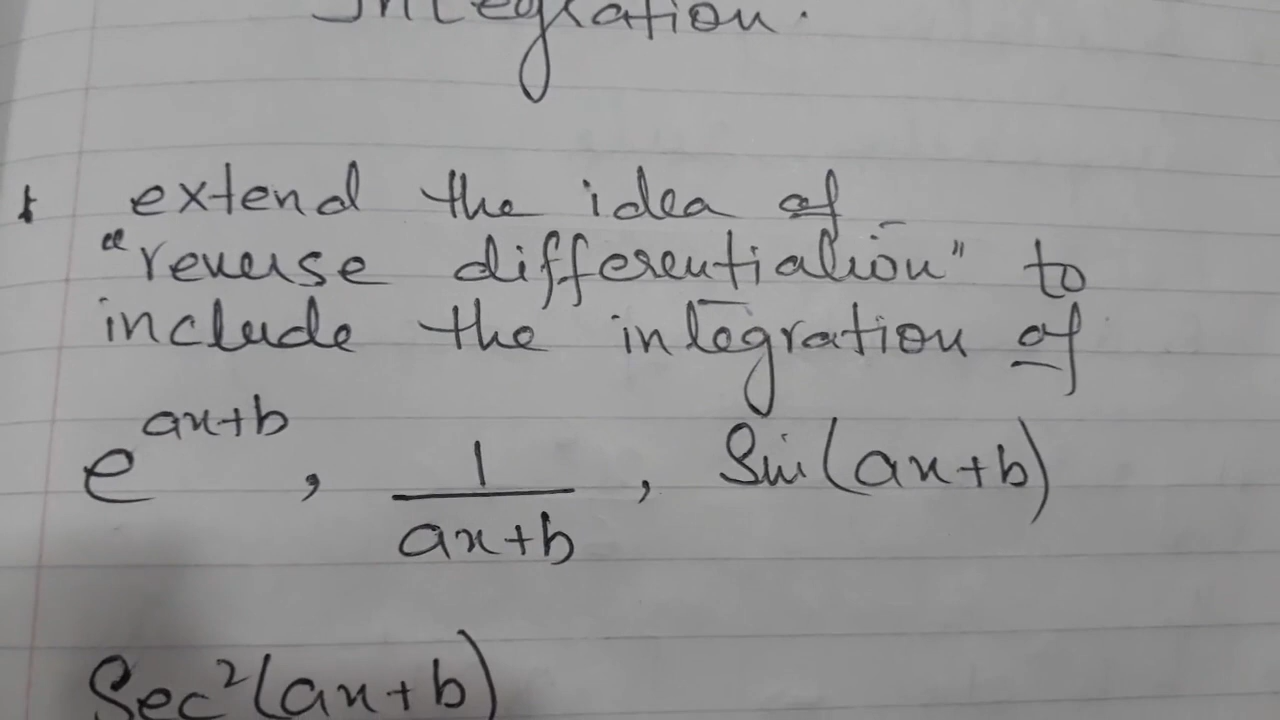 Integration.
extend the idea of
"reverse differentiation" to
include the integration of
e^{ax+b}, \frac{1}{ax+b}, Sin(ax+b)
Sec²(ax+b)